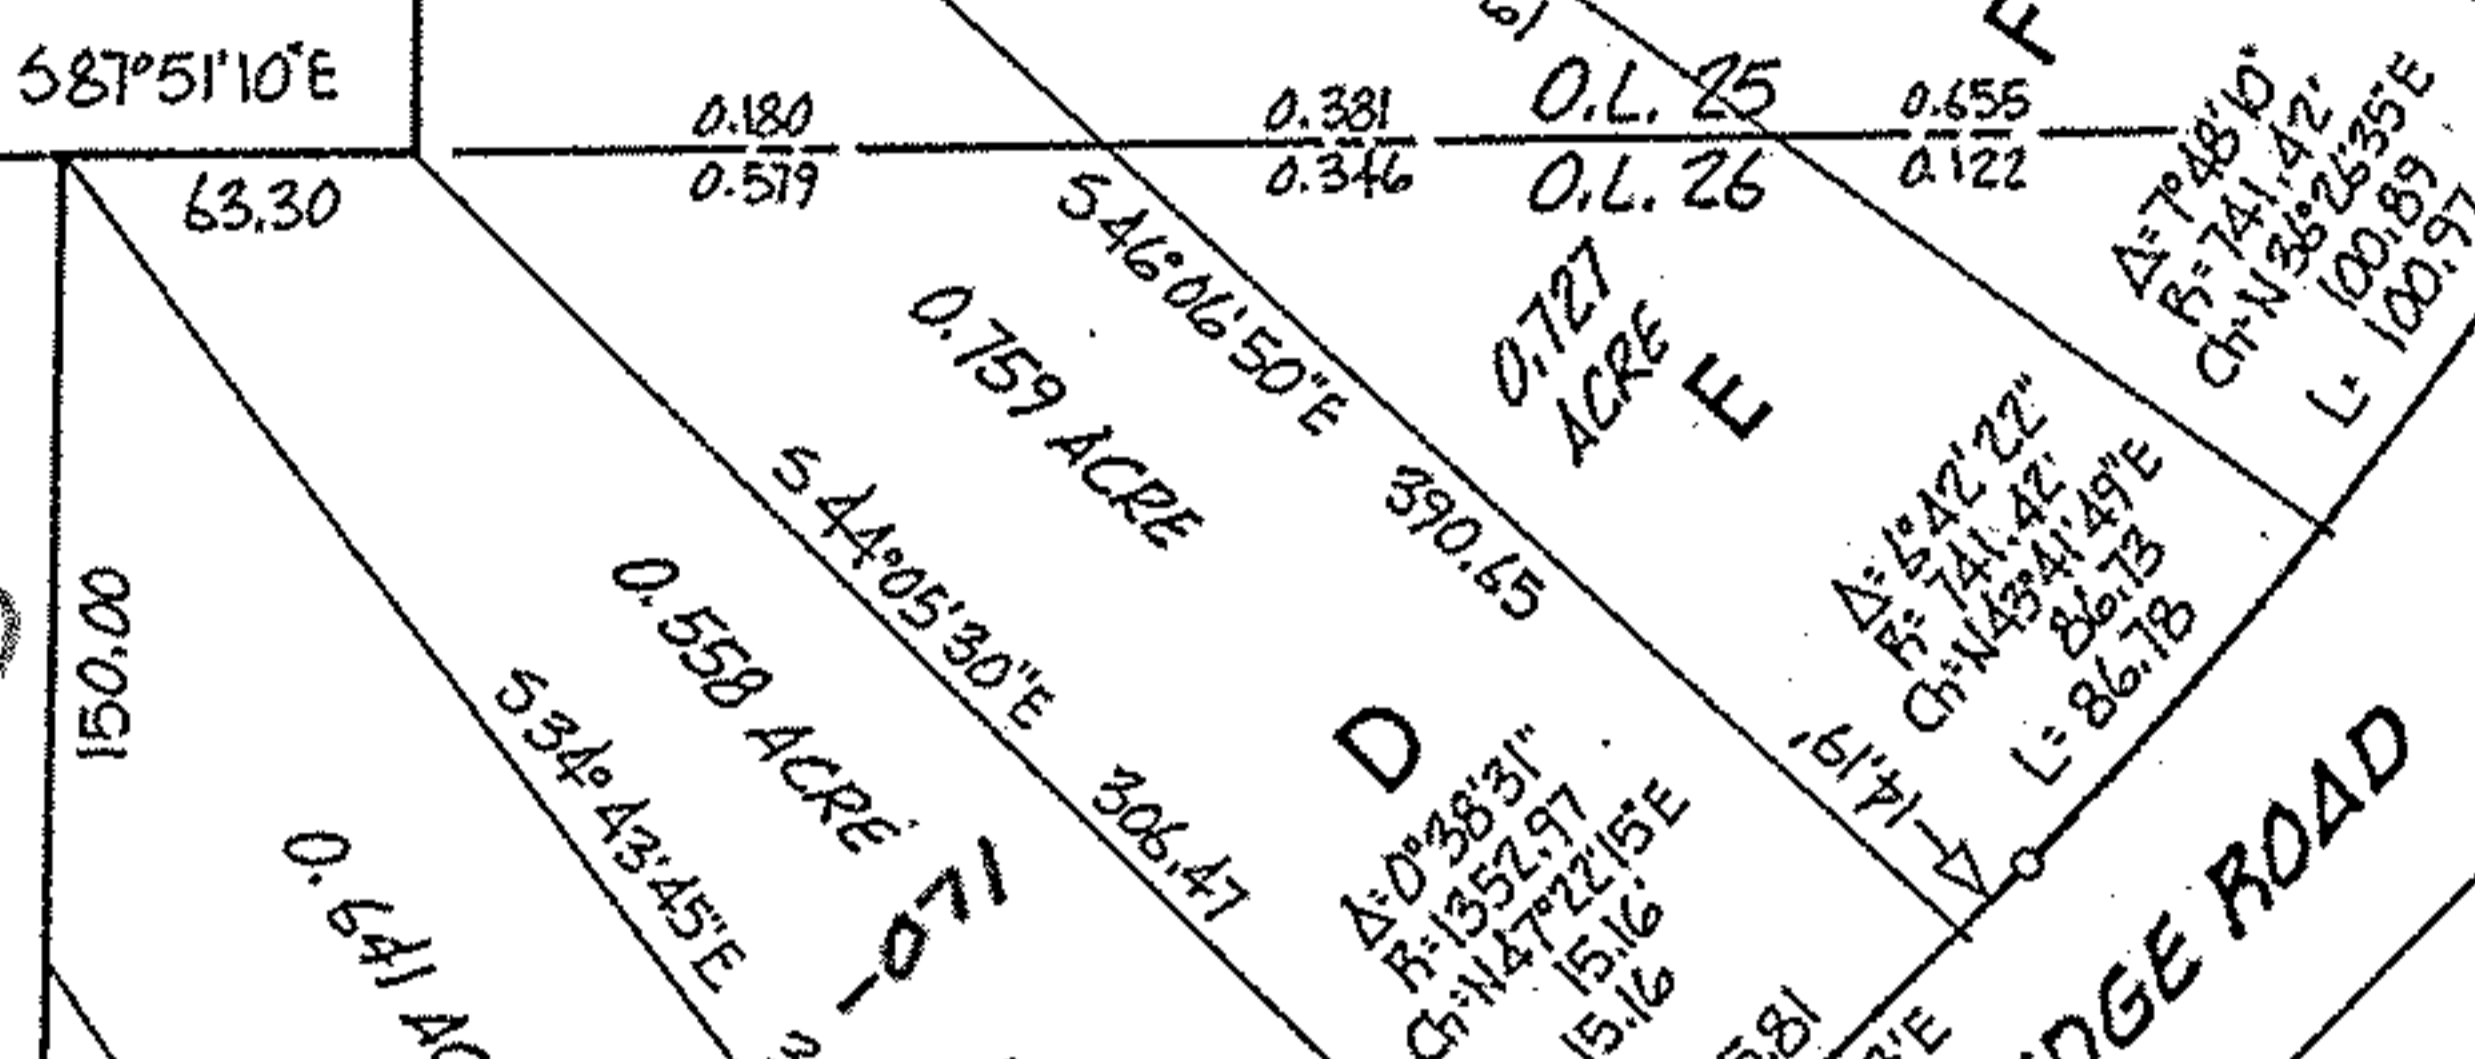 S87°51'10"E
0.180
0.579
0.381
0.346
O.L. 25
O.L. 26
0.655
0.122
F
63.30
150.00
S46°06'50"E
390.65
0.759 ACRE
0.727
ACRE
E
Δ=7°48'10"
R=741.42'
Ch=N36°26'35"E
100.89
L= 100.97
Δ=6°42'22"
R=741.42'
Ch=N43°41'49"E
86.73
L=86.78
14.19'
S44°05'30"E
306.47
0.558 ACRE
S34°43'45"E
0.641
D
Δ=0°38'31"
R=1352.97
Ch=N47°22'15"E
15.16'
15.16
ROAD